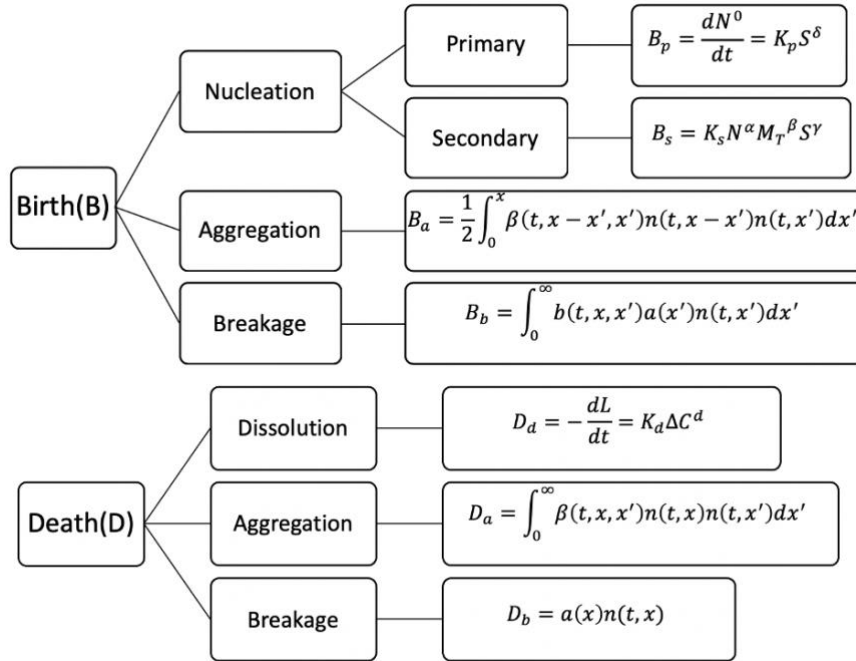 Primary
B_p = dN^0/dt = K_p S^δ
Nucleation
Secondary
B_s = K_s N^α M_T^β S^γ
Birth(B)
Aggregation
B_a = 1/2 ∫_0^x β(t, x − x′, x′)n(t, x − x′)n(t, x′)dx′
Breakage
B_b = ∫_0^∞ b(t, x, x′)a(x′)n(t, x′)dx′
Dissolution
D_d = − dL/dt = K_d ΔC^d
Death(D)
Aggregation
D_a = ∫_0^∞ β(t, x, x′)n(t, x)n(t, x′)dx′
Breakage
D_b = a(x)n(t, x)